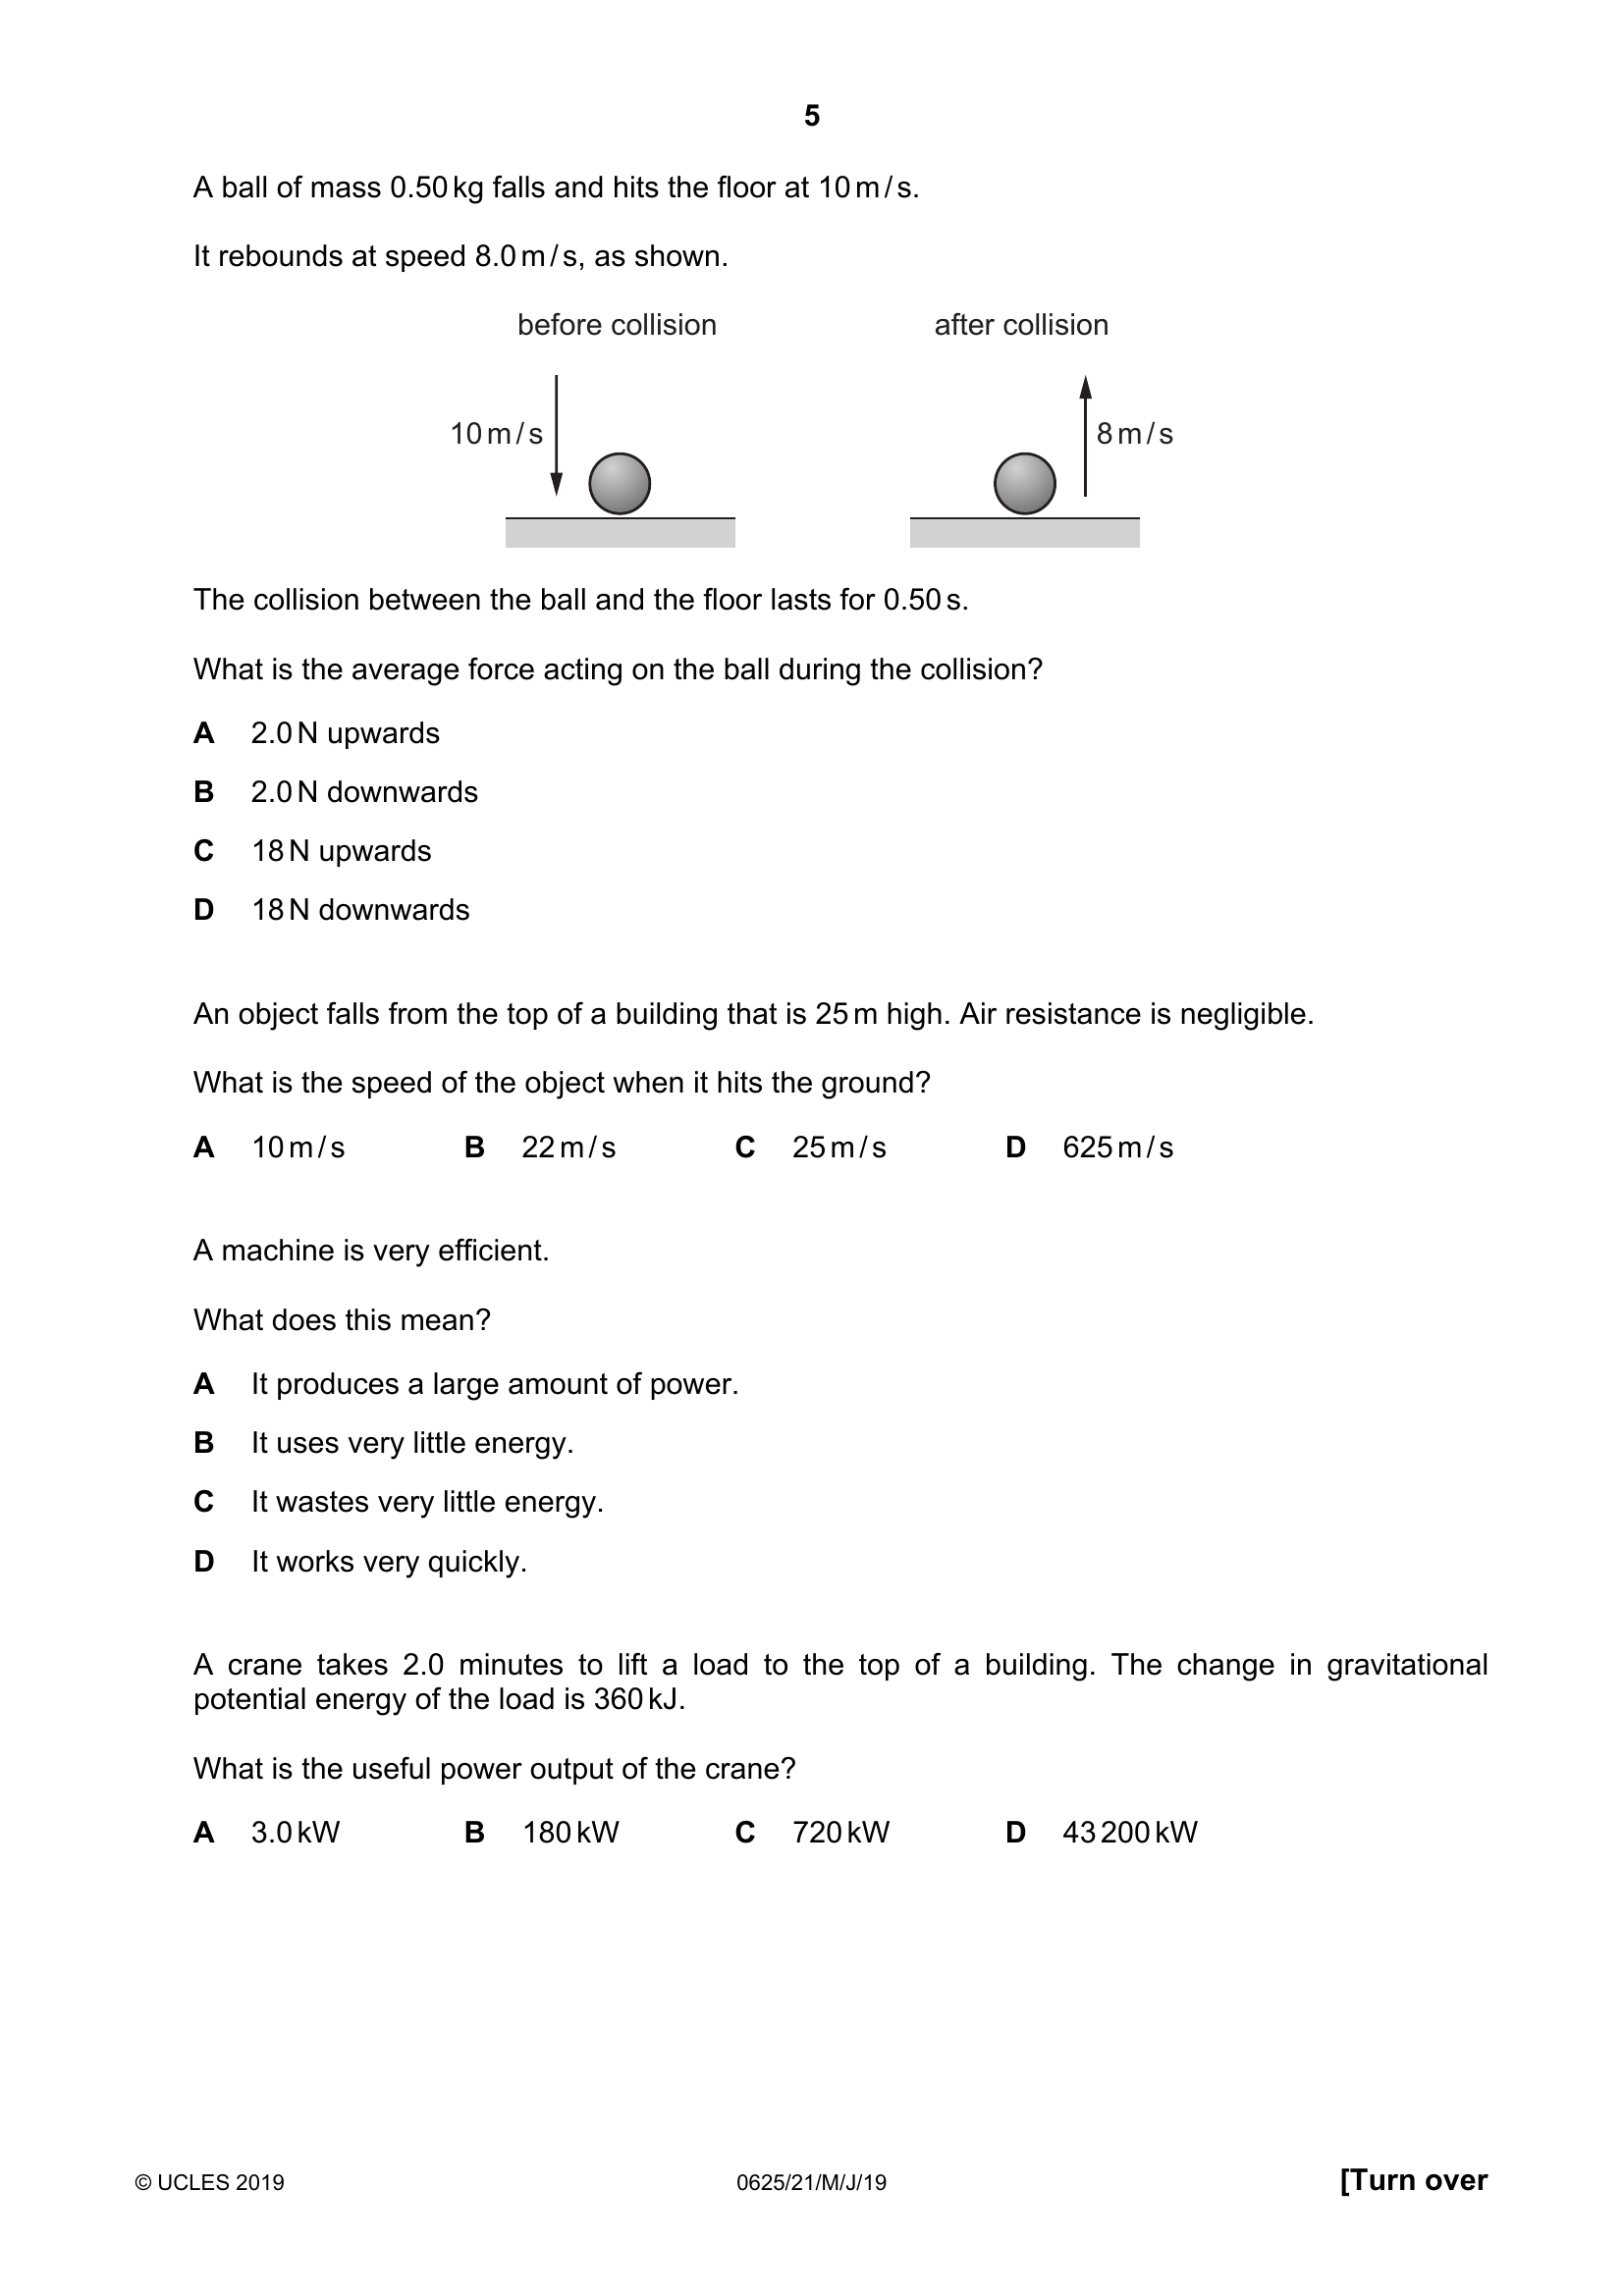 5
A ball of mass 0.50 kg falls and hits the floor at 10 m / s.
It rebounds at speed 8.0 m / s, as shown.
before collision after collision
10 m / s 8 m / s
The collision between the ball and the floor lasts for 0.50 s.
What is the average force acting on the ball during the collision?
A 2.0 N upwards
B 2.0 N downwards
C 18 N upwards
D 18 N downwards
An object falls from the top of a building that is 25 m high. Air resistance is negligible.
What is the speed of the object when it hits the ground?
A 10 m / s B 22 m / s C 25 m / s D 625 m / s
A machine is very efficient.
What does this mean?
A It produces a large amount of power.
B It uses very little energy.
C It wastes very little energy.
D It works very quickly.
A crane takes 2.0 minutes to lift a load to the top of a building. The change in gravitational
potential energy of the load is 360 kJ.
What is the useful power output of the crane?
A 3.0 kW B 180 kW C 720 kW D 43 200 kW
© UCLES 2019 0625/21/M/J/19 [Turn over